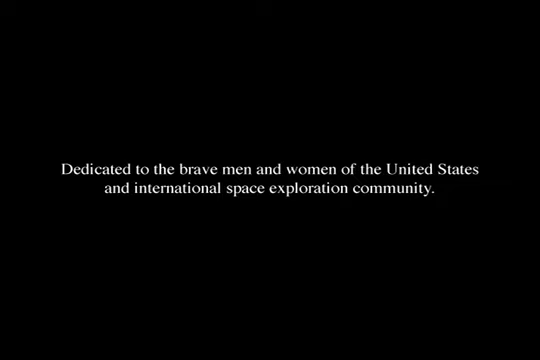 Dedicated to the brave men and women of the United States
and international space exploration community.